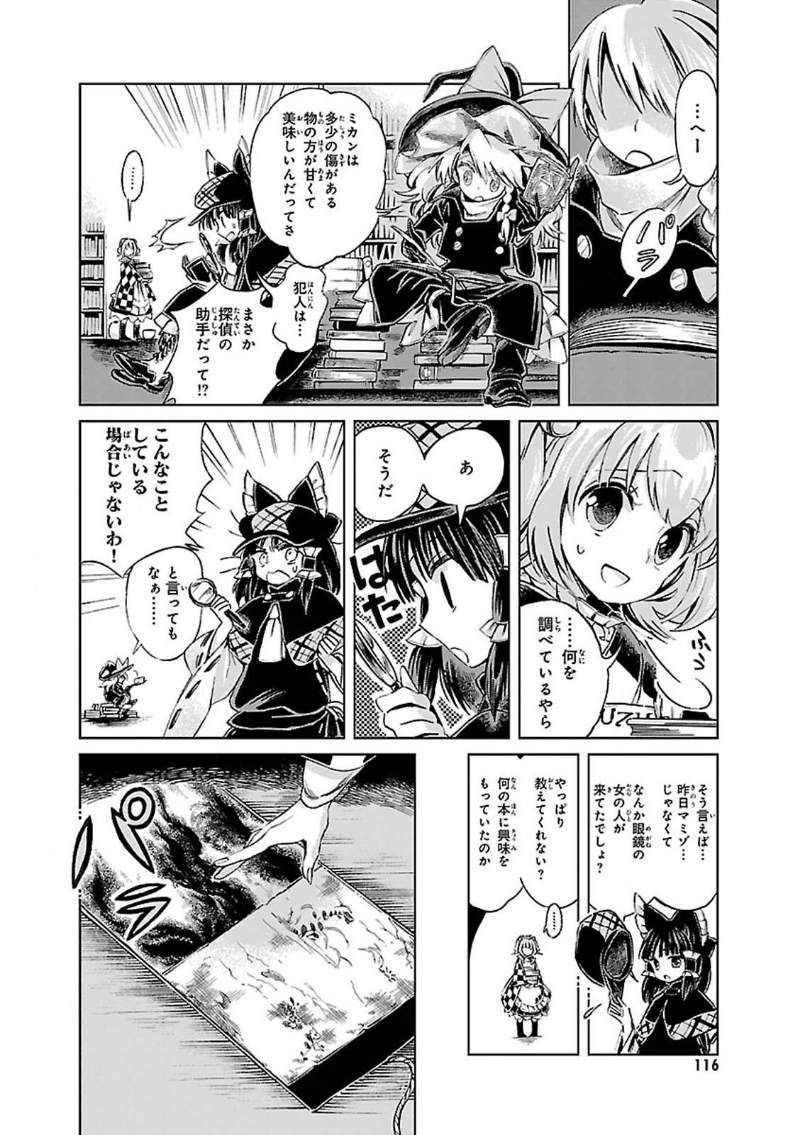 …へー
パラ
ミカンは
多少の傷がある
物の方が甘くて
美味しいんだってさ
犯人は…
まさか
探偵の
助手だって!?
……
……何を
調べているやら
あ
そうだ
はた
こんなこと
している
場合じゃないわ!
と言っても
なぁ……
そう言えば…
昨日マミゾ…
じゃなくて
なんか眼鏡の
女の人が
来てたでしょ?
やっぱり
教えてくれない?
何の本に興味を
もっていたのか
……
パラ
116